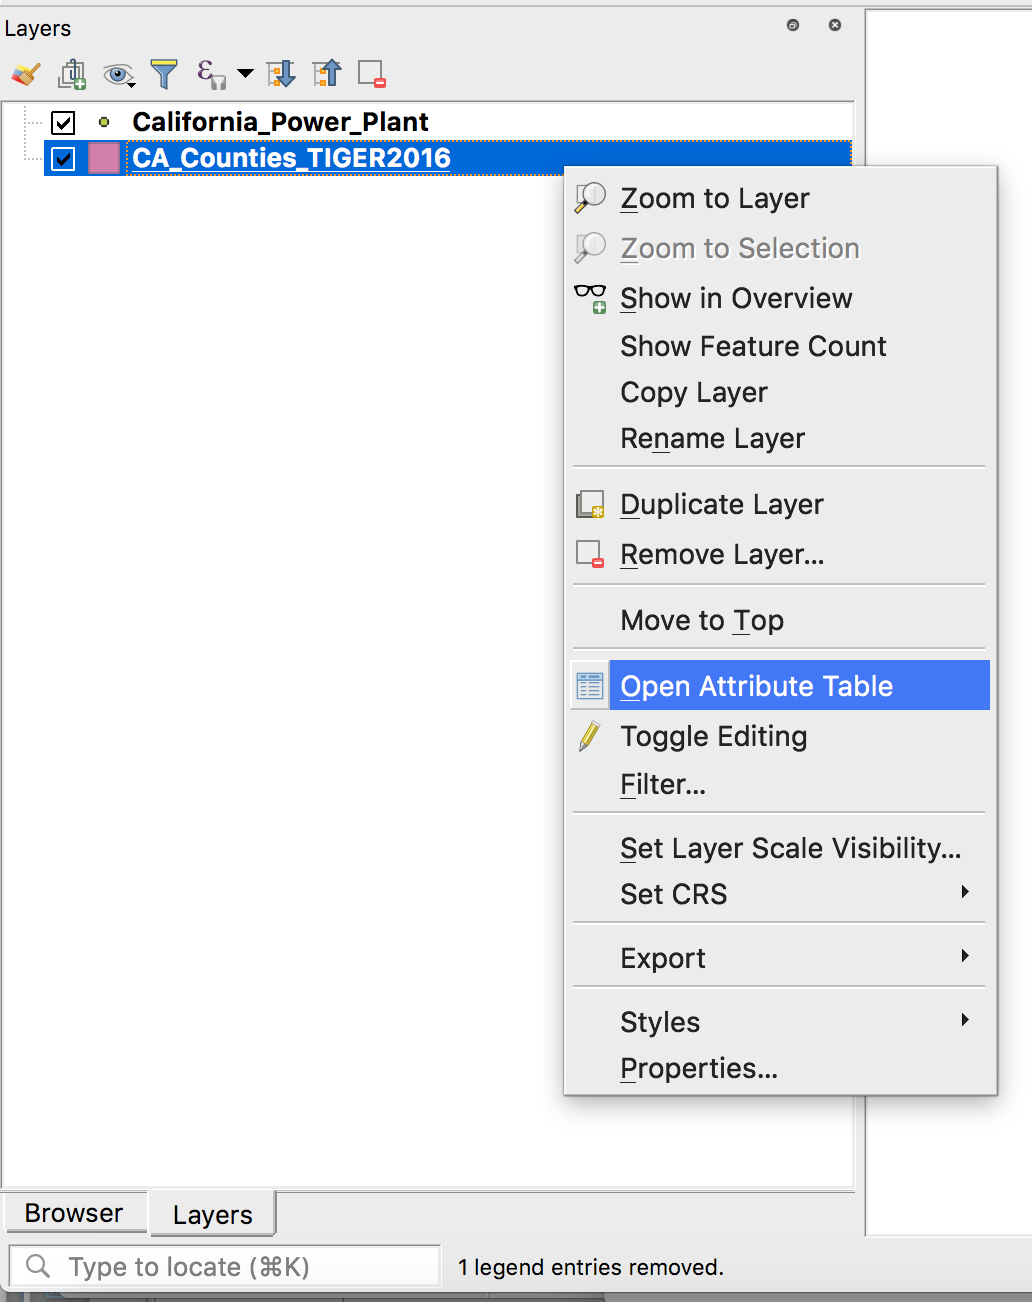 Layers
California_Power_Plant
CA_Counties_TIGER2016
Zoom to Layer
Zoom to Selection
Show in Overview
Show Feature Count
Copy Layer
Rename Layer
Duplicate Layer
Remove Layer...
Move to Top
Open Attribute Table
Toggle Editing
Filter...
Set Layer Scale Visibility...
Set CRS
Export
Styles
Properties...
Browser
Layers
Type to locate (⌘K)
1 legend entries removed.